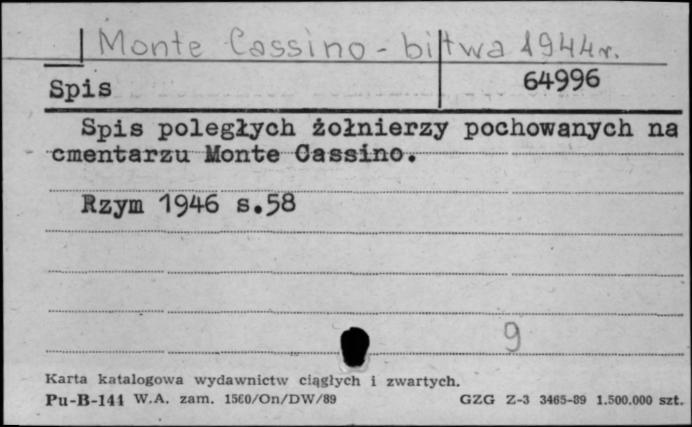 Monte Cassino - bitwa 1944r.
Spis 64996
Spis poległych żołnierzy pochowanych na
cmentarzu Monte Cassino.
Rzym 1946 s.58
9
Karta katalogowa wydawnictw ciągłych i zwartych.
Pu-B-141 W.A. zam. 1560/On/DW/89 GZG Z-3 3465-89 1.500.000 szt.